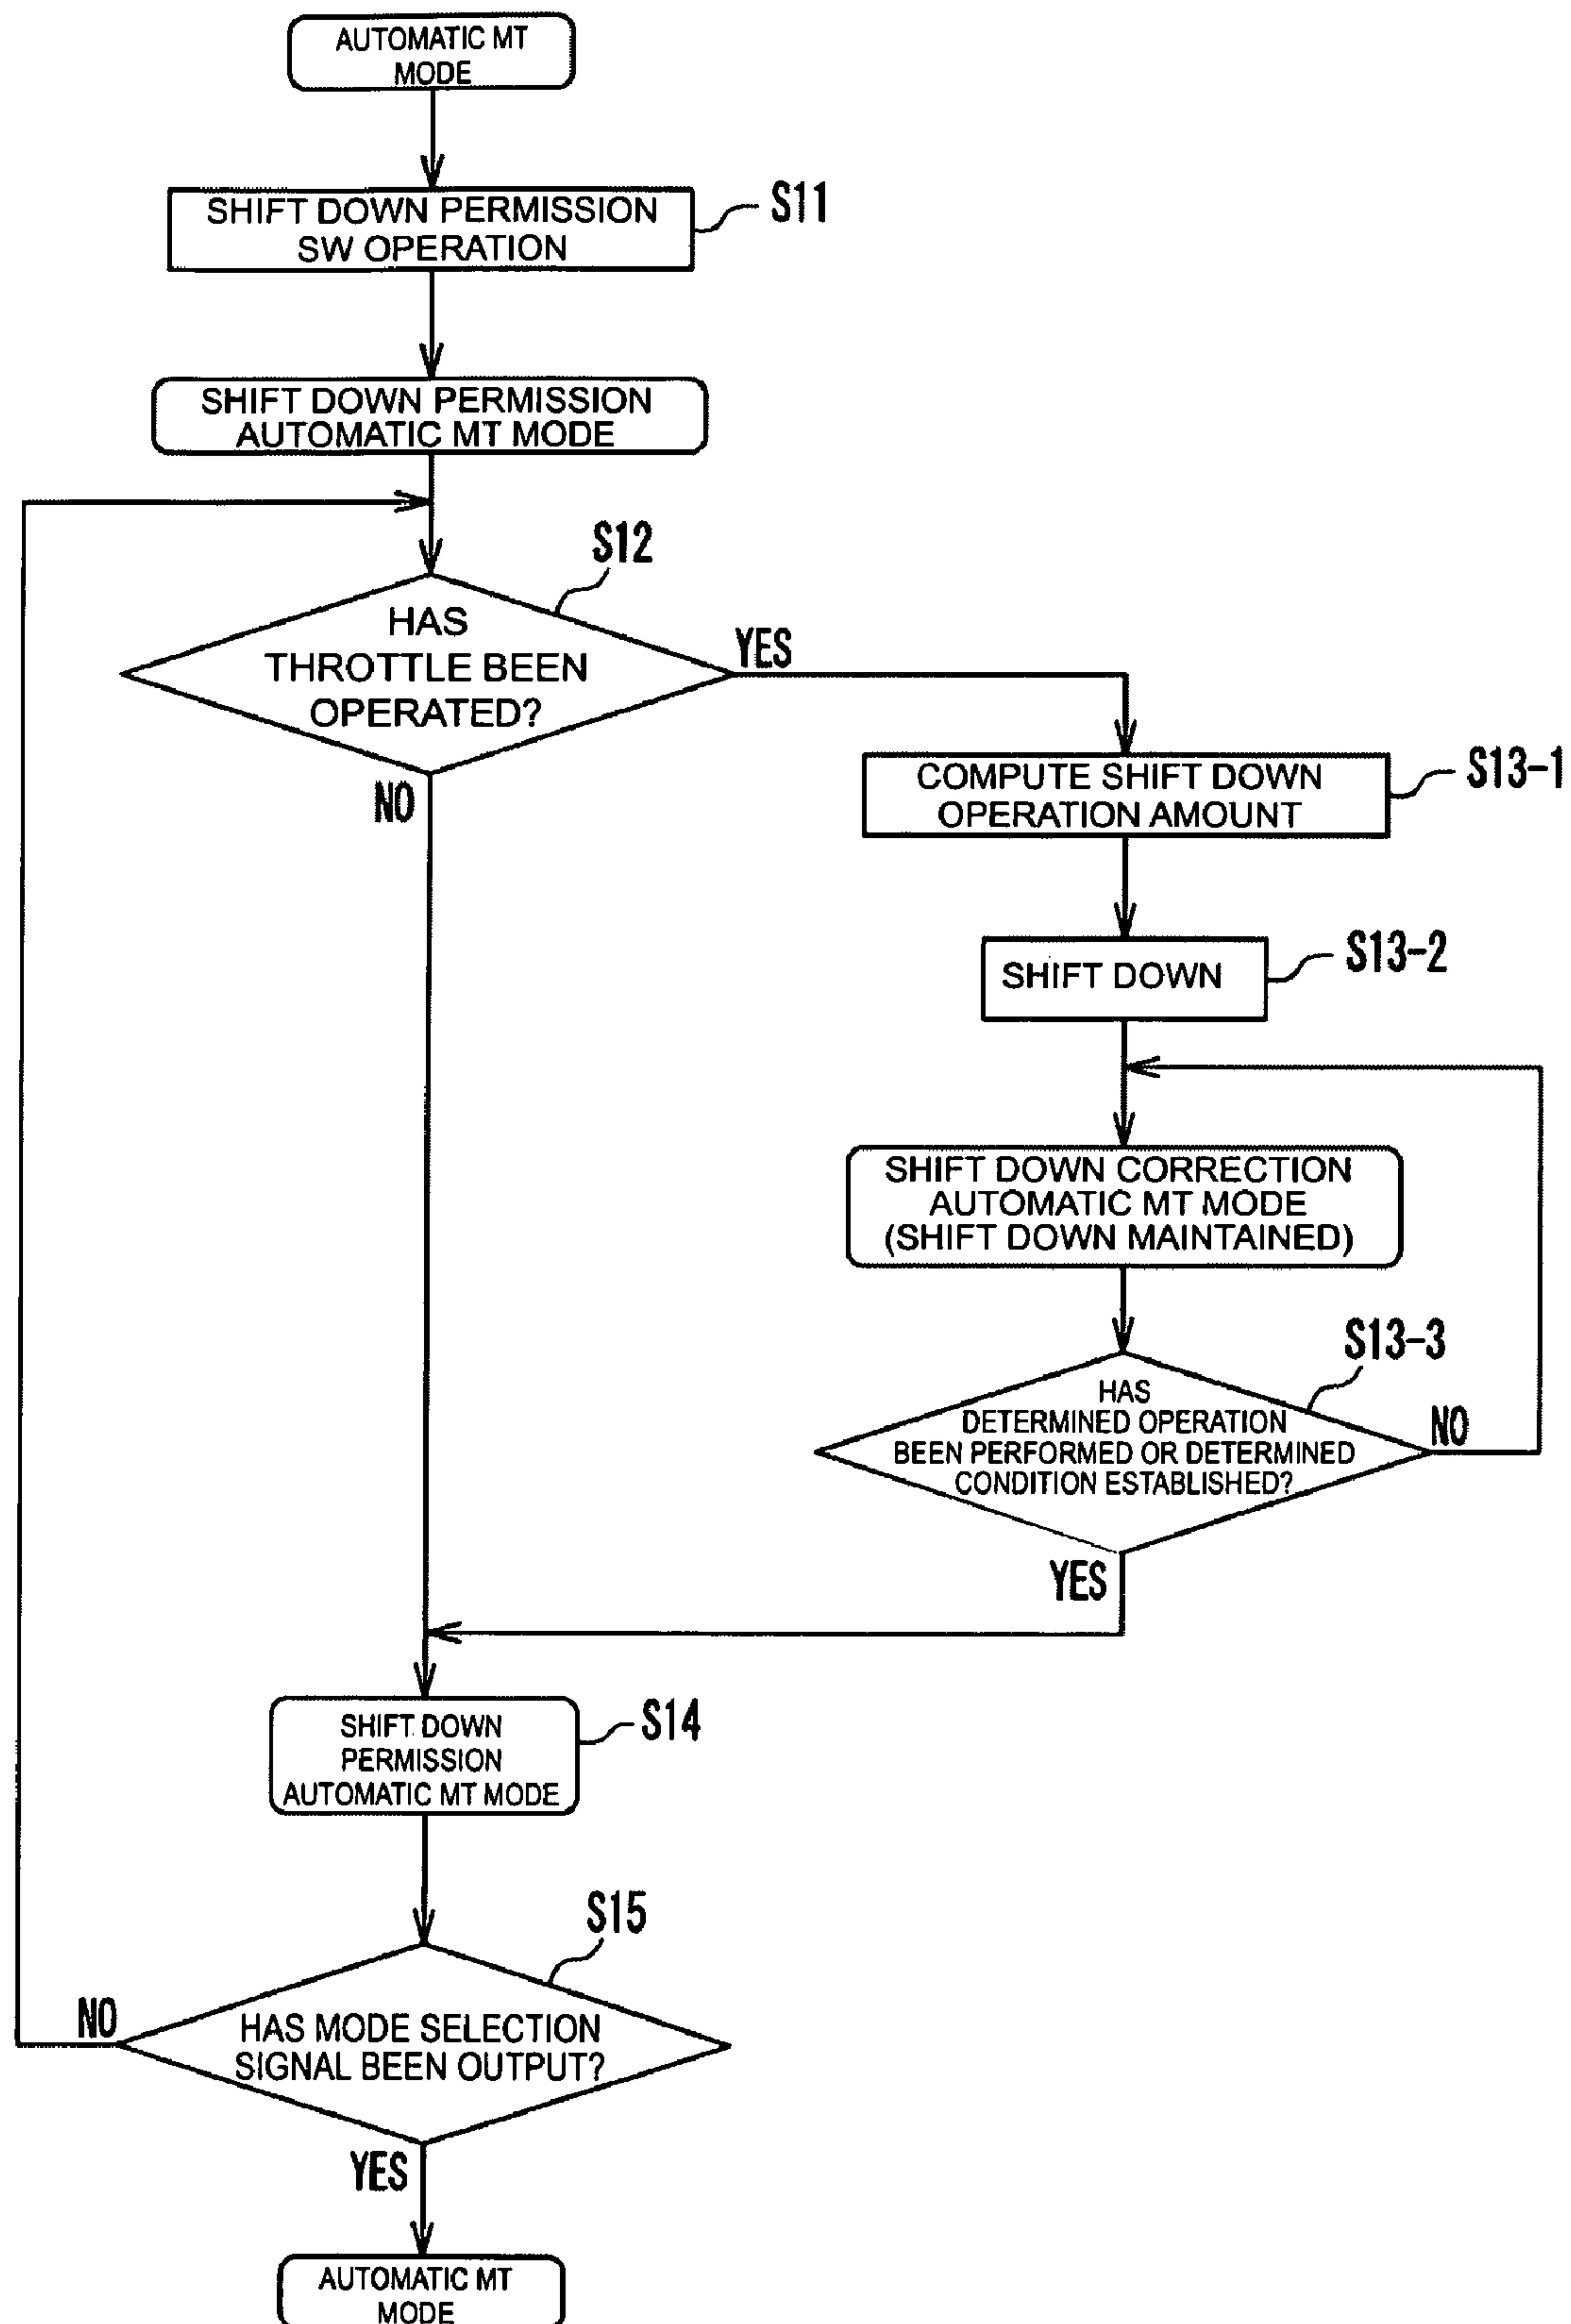 AUTOMATIC MT
MODE
SHIFT DOWN PERMISSION
SW OPERATION
S11
SHIFT DOWN PERMISSION
AUTOMATIC MT MODE
S12
HAS
THROTTLE BEEN
OPERATED?
YES
NO
COMPUTE SHIFT DOWN
OPERATION AMOUNT
S13-1
SHIFT DOWN
S13-2
SHIFT DOWN CORRECTION
AUTOMATIC MT MODE
(SHIFT DOWN MAINTAINED)
S13-3
HAS
DETERMINED OPERATION
BEEN PERFORMED OR DETERMINED
CONDITION ESTABLISHED?
NO
YES
SHIFT DOWN
PERMISSION
AUTOMATIC MT MODE
S14
S15
HAS MODE SELECTION
SIGNAL BEEN OUTPUT?
NO
YES
AUTOMATIC MT
MODE